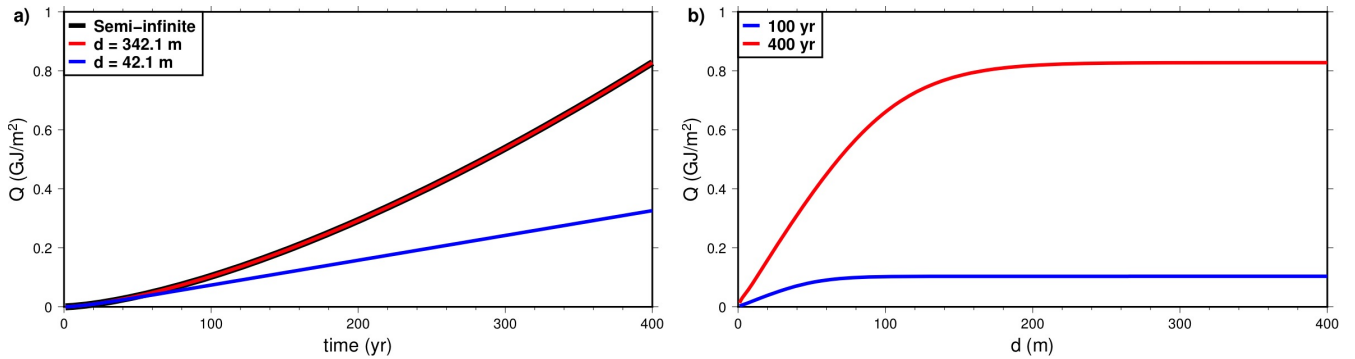 a)
Semi-infinite
d = 342.1 m
d = 42.1 m
1
0.8
0.6
0.4
0.2
0
Q (GJ/m²)
0 100 200 300 400
time (yr)
b)
100 yr
400 yr
1
0.8
0.6
0.4
0.2
0
Q (GJ/m²)
0 100 200 300 400
d (m)